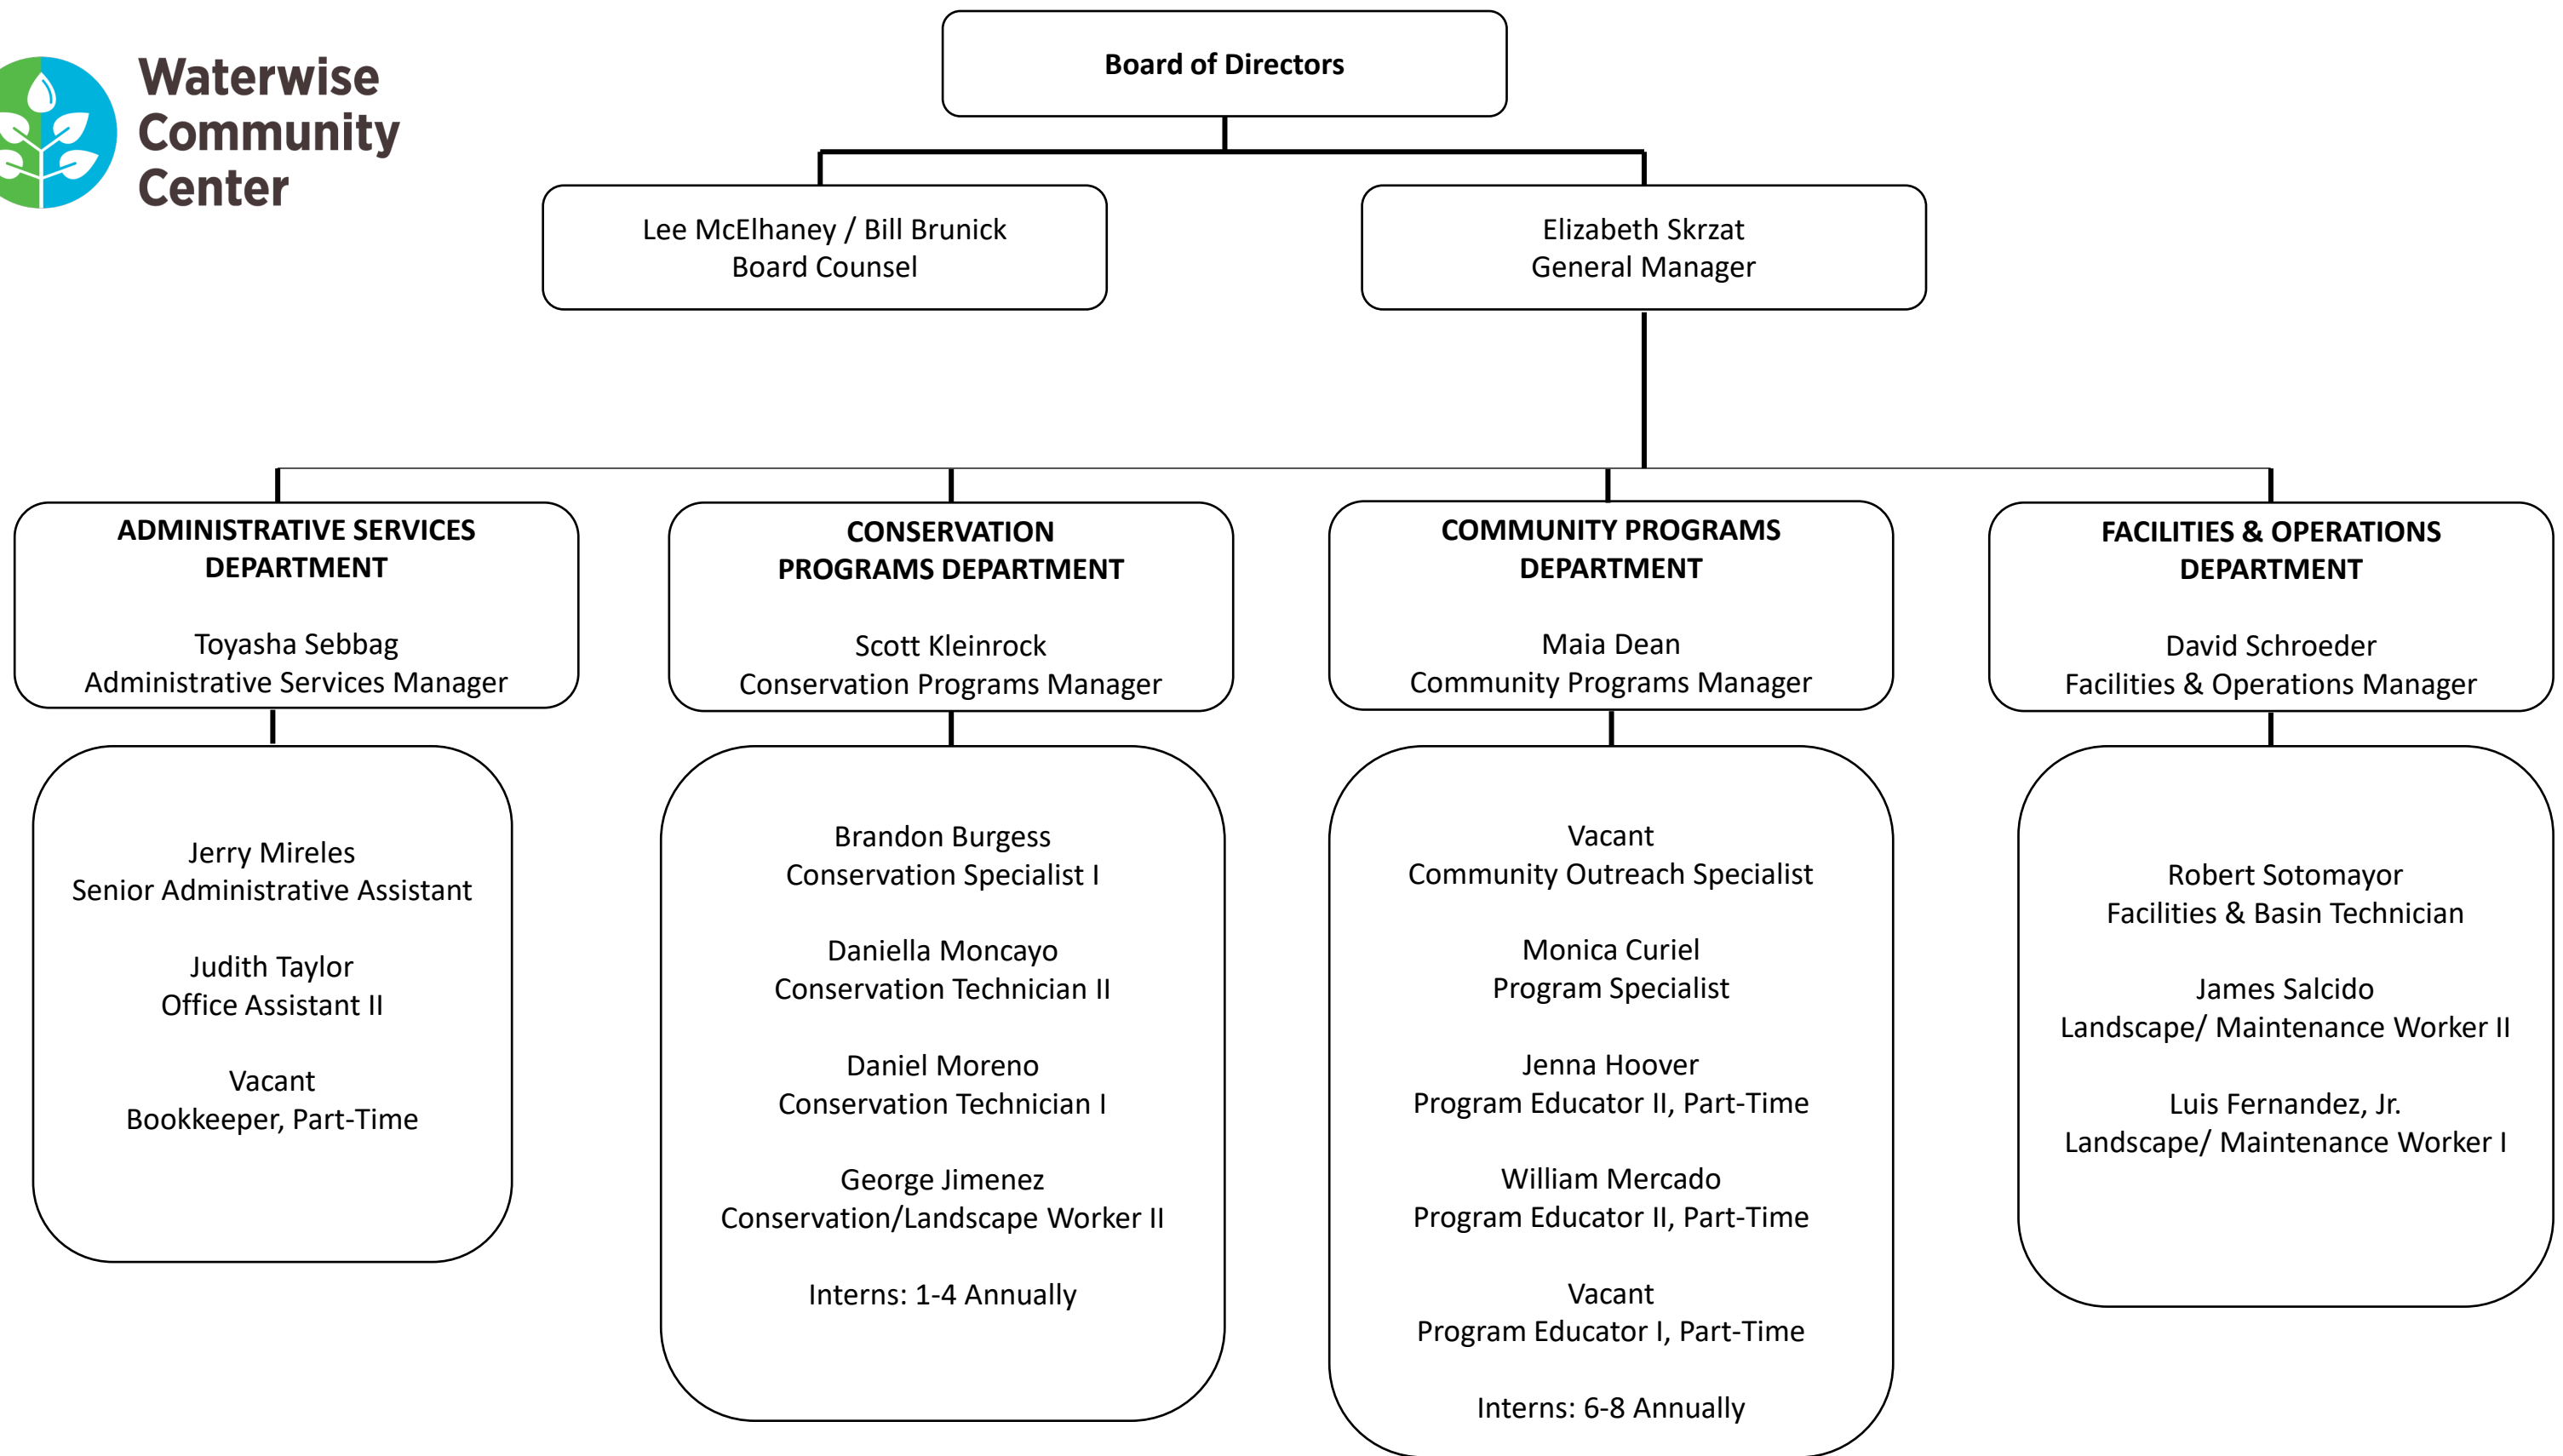 Waterwise
Community
Center
Board of Directors
Lee McElhaney / Bill Brunick
Board Counsel
Elizabeth Skrzat
General Manager
ADMINISTRATIVE SERVICES
DEPARTMENT
Toyasha Sebbag
Administrative Services Manager
CONSERVATION
PROGRAMS DEPARTMENT
Scott Kleinrock
Conservation Programs Manager
COMMUNITY PROGRAMS
DEPARTMENT
Maia Dean
Community Programs Manager
FACILITIES & OPERATIONS
DEPARTMENT
David Schroeder
Facilities & Operations Manager
Jerry Mireles
Senior Administrative Assistant
Judith Taylor
Office Assistant II
Vacant
Bookkeeper, Part-Time
Brandon Burgess
Conservation Specialist I
Daniella Moncayo
Conservation Technician II
Daniel Moreno
Conservation Technician I
George Jimenez
Conservation/Landscape Worker II
Interns: 1-4 Annually
Vacant
Community Outreach Specialist
Monica Curiel
Program Specialist
Jenna Hoover
Program Educator II, Part-Time
William Mercado
Program Educator II, Part-Time
Vacant
Program Educator I, Part-Time
Interns: 6-8 Annually
Robert Sotomayor
Facilities & Basin Technician
James Salcido
Landscape/ Maintenance Worker II
Luis Fernandez, Jr.
Landscape/ Maintenance Worker I